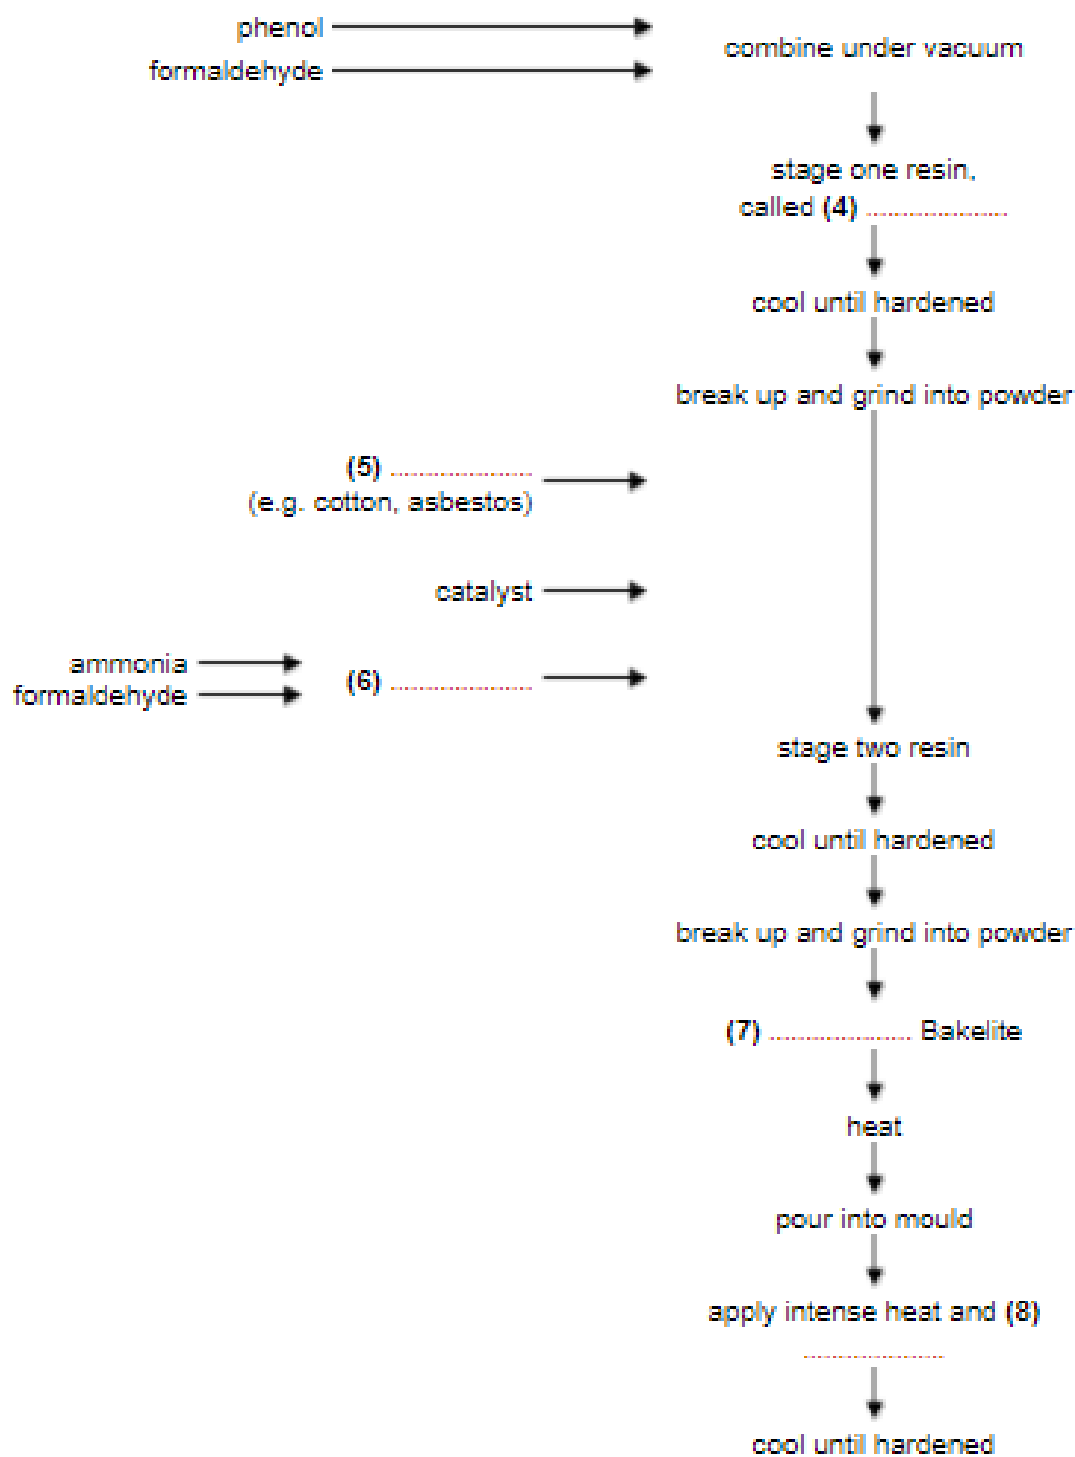 phenol
formaldehyde
combine under vacuum
stage one resin,
called (4) ....................
cool until hardened
break up and grind into powder
(5) ....................
(e.g. cotton, asbestos)
catalyst
ammonia
formaldehyde
(6) ....................
stage two resin
cool until hardened
break up and grind into powder
(7) .................... Bakelite
heat
pour into mould
apply intense heat and (8)
....................
cool until hardened